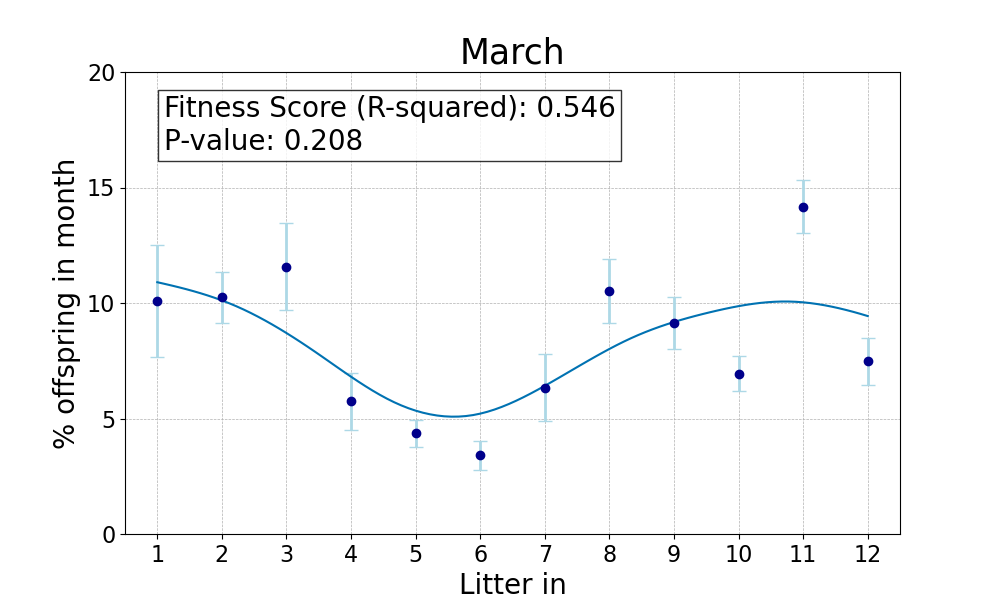 March
Fitness Score (R-squared): 0.546
P-value: 0.208
% offspring in month
20
15
10
5
0
1 2 3 4 5 6 7 8 9 10 11 12
Litter in